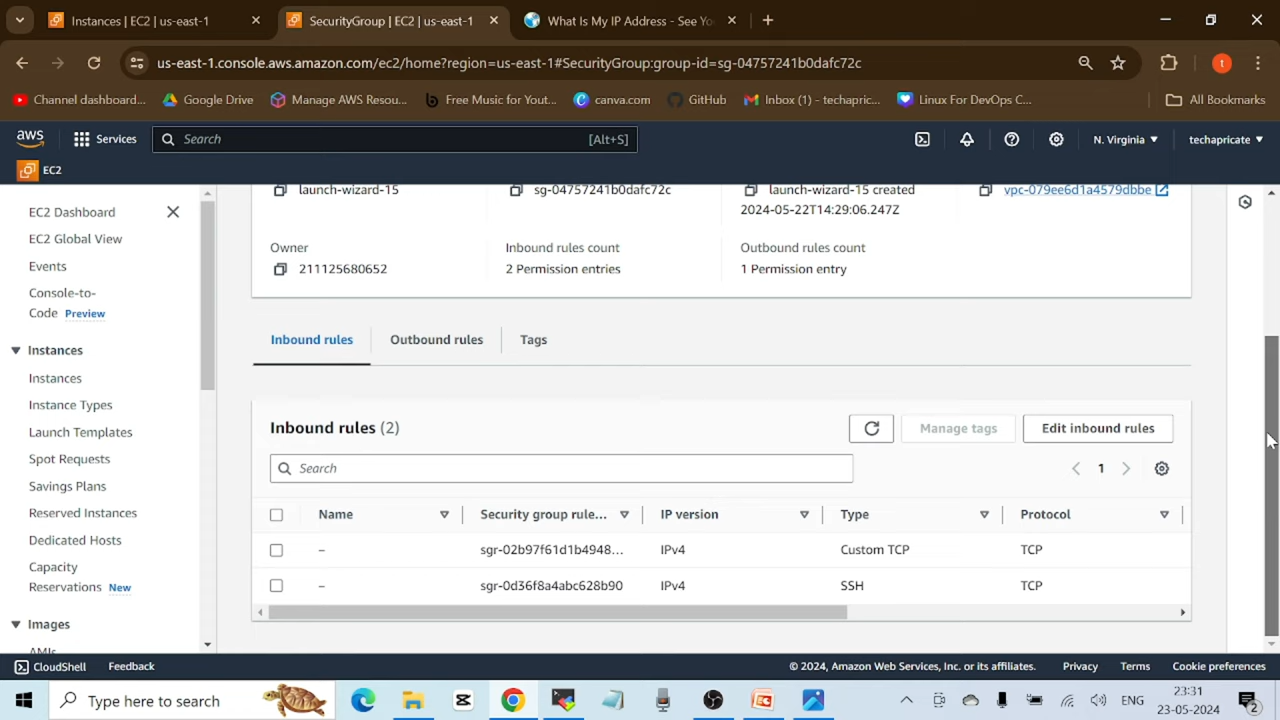 Instances | EC2 | us-east-1
SecurityGroup | EC2 | us-east-1
What Is My IP Address - See Yo
us-east-1.console.aws.amazon.com/ec2/home?region=us-east-1#SecurityGroup:group-id=sg-04757241b0dafc72c
Channel dashboard...
Google Drive
Manage AWS Resou...
Free Music for Yout...
canva.com
GitHub
Inbox (1) - techapric...
Linux For DevOps C...
All Bookmarks
aws
Services
Search
[Alt+S]
N. Virginia
techapricate
EC2
EC2 Dashboard
EC2 Global View
Events
Console-to-
Code Preview
Instances
Instances
Instance Types
Launch Templates
Spot Requests
Savings Plans
Reserved Instances
Dedicated Hosts
Capacity
Reservations New
Images
AMIs
launch-wizard-15
sg-04757241b0dafc72c
launch-wizard-15 created
2024-05-22T14:29:06.247Z
vpc-079ee6d1a4579dbbe
Owner
211125680652
Inbound rules count
2 Permission entries
Outbound rules count
1 Permission entry
Inbound rules
Outbound rules
Tags
Inbound rules (2)
Manage tags
Edit inbound rules
Search
1
Name
Security group rule...
IP version
Type
Protocol
– sgr-02b97f61d1b4948... IPv4 Custom TCP TCP
– sgr-0d36f8a4abc628b90 IPv4 SSH TCP
CloudShell
Feedback
© 2024, Amazon Web Services, Inc. or its affiliates.
Privacy
Terms
Cookie preferences
Type here to search
ENG
23:31
23-05-2024
2